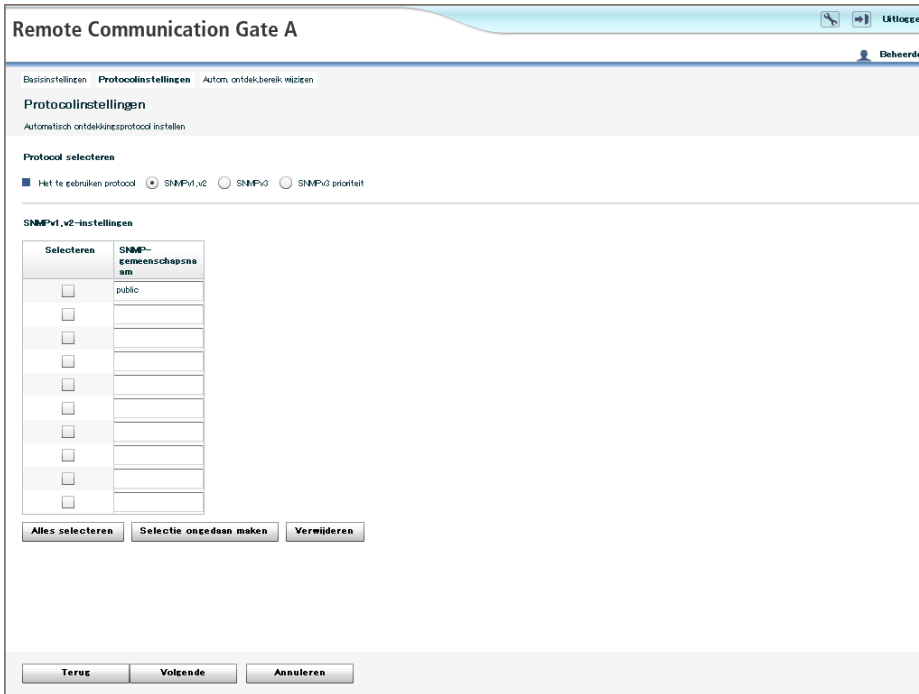 Remote Communication Gate A
Uitlogge
Beheerde
Basisinstellingen Protocolinstellingen Autom. ontdek.bereik wijzigen
Protocolinstellingen
Automatisch ontdekkingsprotocol instellen
Protocol selecteren
Het te gebruiken protocol SNMPv1,v2 SNMPv3 SNMPv3 prioriteit
SNMPv1,v2-instellingen
Selecteren SNMP-
gemeenschapsna
am
public
Alles selecteren Selectie ongedaan maken Verwijderen
Terug Volgende Annuleren